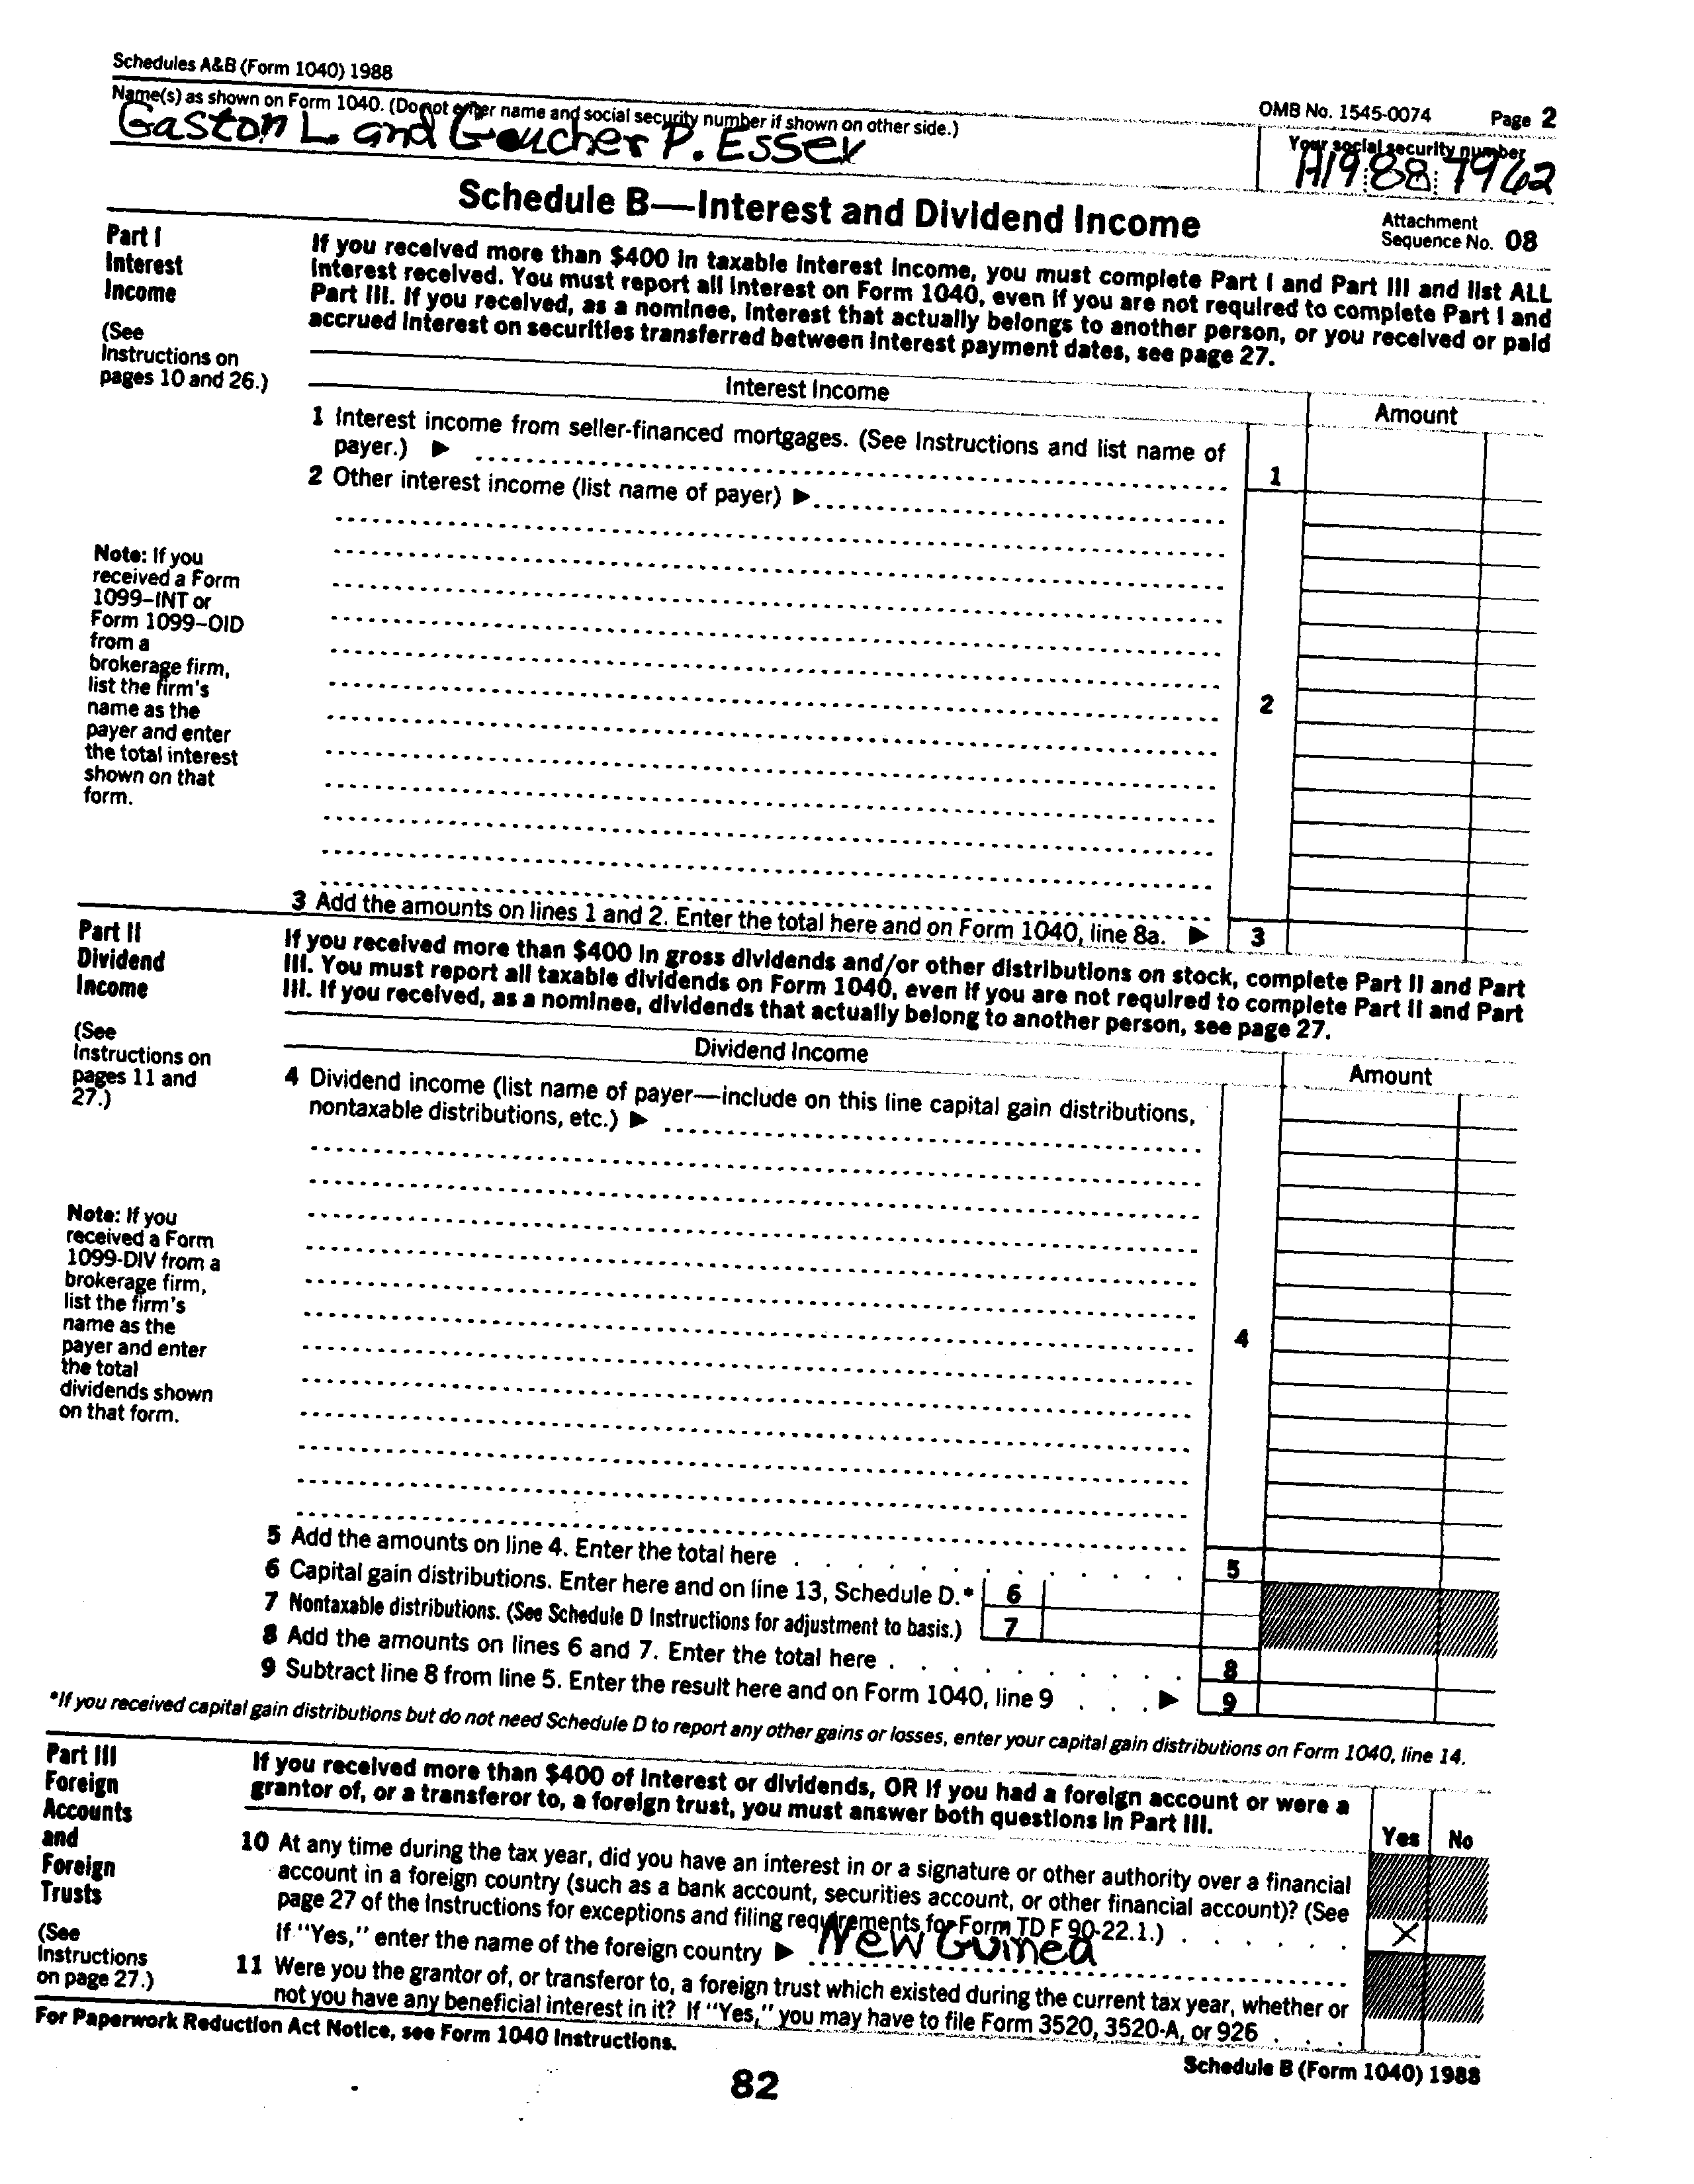 Schedules A&B (Form 1040) 1988
OMB No. 1545-0074 Page 2
Name(s) as shown on Form 1040. (Do not enter name and social security number if shown on other side.)
Your social security number
Gaston L. and Goucher P. Essex
88 7962
Schedule B—Interest and Dividend Income
Attachment
Sequence No. 08
Part I
Interest
Income
(See
Instructions on
pages 10 and 26.)
If you received more than $400 in taxable interest income, you must complete Part I and Part III and list ALL
interest received. You must report all interest on Form 1040, even if you are not required to complete Part I and
Part III. If you received, as a nominee, interest that actually belongs to another person, or you received or paid
accrued interest on securities transferred between interest payment dates, see page 27.
Interest Income
Amount
1 Interest income from seller-financed mortgages. (See Instructions and list name of
payer.) ▶
1
2 Other interest income (list name of payer) ▶
Note: If you
received a Form
1099–INT or
Form 1099–OID
from a
brokerage firm,
list the firm's
name as the
payer and enter
the total interest
shown on that
form.
2
3 Add the amounts on lines 1 and 2. Enter the total here and on Form 1040, line 8a. ▶ 3
Part II
Dividend
Income
(See
Instructions on
pages 11 and
27.)
If you received more than $400 in gross dividends and/or other distributions on stock, complete Part II and Part
III. You must report all taxable dividends on Form 1040, even if you are not required to complete Part II and Part
III. If you received, as a nominee, dividends that actually belong to another person, see page 27.
Dividend Income
Amount
4 Dividend income (list name of payer—include on this line capital gain distributions,
nontaxable distributions, etc.) ▶
Note: If you
received a Form
1099-DIV from a
brokerage firm,
list the firm's
name as the
payer and enter
the total
dividends shown
on that form.
4
5 Add the amounts on line 4. Enter the total here . . . . . . . . . . . . 5
6 Capital gain distributions. Enter here and on line 13, Schedule D.* 6
7 Nontaxable distributions. (See Schedule D Instructions for adjustment to basis.) 7
8 Add the amounts on lines 6 and 7. Enter the total here . . . . . . . . . . 8
9 Subtract line 8 from line 5. Enter the result here and on Form 1040, line 9 . . . ▶ 9
*If you received capital gain distributions but do not need Schedule D to report any other gains or losses, enter your capital gain distributions on Form 1040, line 14.
Part III
Foreign
Accounts
and
Foreign
Trusts
(See
Instructions
on page 27.)
If you received more than $400 of interest or dividends, OR if you had a foreign account or were a
grantor of, or a transferor to, a foreign trust, you must answer both questions in Part III.
Yes No
10 At any time during the tax year, did you have an interest in or a signature or other authority over a financial
account in a foreign country (such as a bank account, securities account, or other financial account)? (See
page 27 of the Instructions for exceptions and filing requirements for Form TD F 90-22.1.) . . . . . . X
If "Yes," enter the name of the foreign country ▶ New Guinea
11 Were you the grantor of, or transferor to, a foreign trust which existed during the current tax year, whether or
not you have any beneficial interest in it? If "Yes," you may have to file Form 3520, 3520-A, or 926 . . .
For Paperwork Reduction Act Notice, see Form 1040 Instructions.
Schedule B (Form 1040) 1988
82